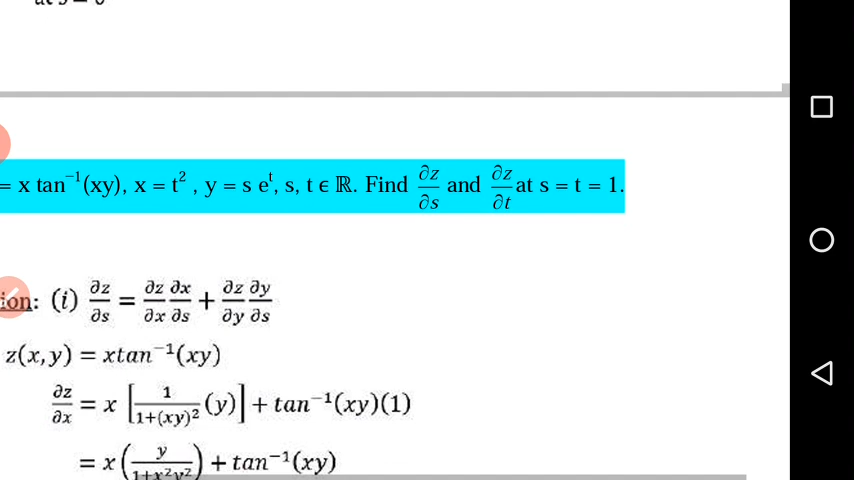 = x tan⁻¹(xy), x = t² , y = s eᵗ, s, t ϵ ℝ. Find ∂z/∂s and ∂z/∂t at s = t = 1.
ion: (i) ∂z/∂s = ∂z/∂x ∂x/∂s + ∂z/∂y ∂y/∂s
z(x, y) = xtan⁻¹(xy)
∂z/∂x = x [1/(1+(xy)²) (y)] + tan⁻¹(xy)(1)
= x (y/(1+x²y²)) + tan⁻¹(xy)